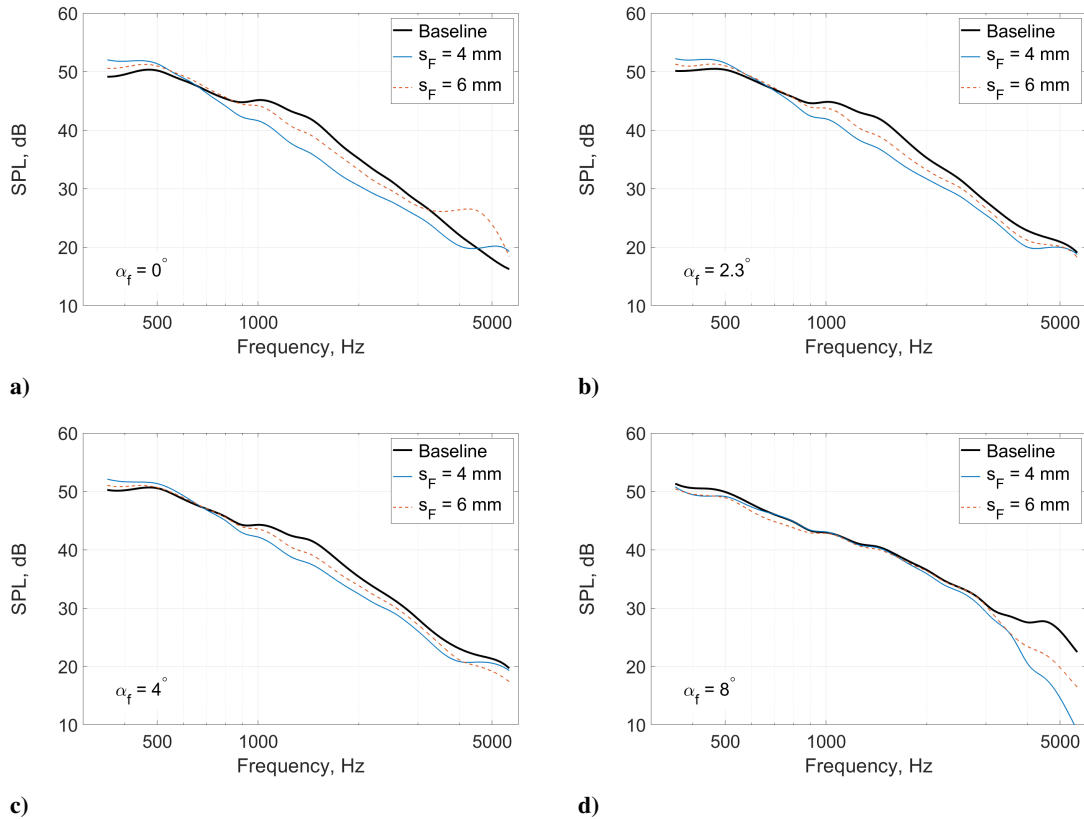 60
50
40
30
20
10
SPL, dB
500
1000
5000
Frequency, Hz
Baseline
s_F = 4 mm
s_F = 6 mm
α_f = 0°
a)
60
50
40
30
20
10
SPL, dB
500
1000
5000
Frequency, Hz
Baseline
s_F = 4 mm
s_F = 6 mm
α_f = 2.3°
b)
60
50
40
30
20
10
SPL, dB
500
1000
5000
Frequency, Hz
Baseline
s_F = 4 mm
s_F = 6 mm
α_f = 4°
c)
60
50
40
30
20
10
SPL, dB
500
1000
5000
Frequency, Hz
Baseline
s_F = 4 mm
s_F = 6 mm
α_f = 8°
d)